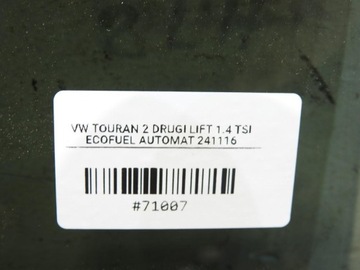 VW TOURAN 2 DRUGI LIFT 1.4 TSI
ECOFUEL AUTOMAT 241116
#71007